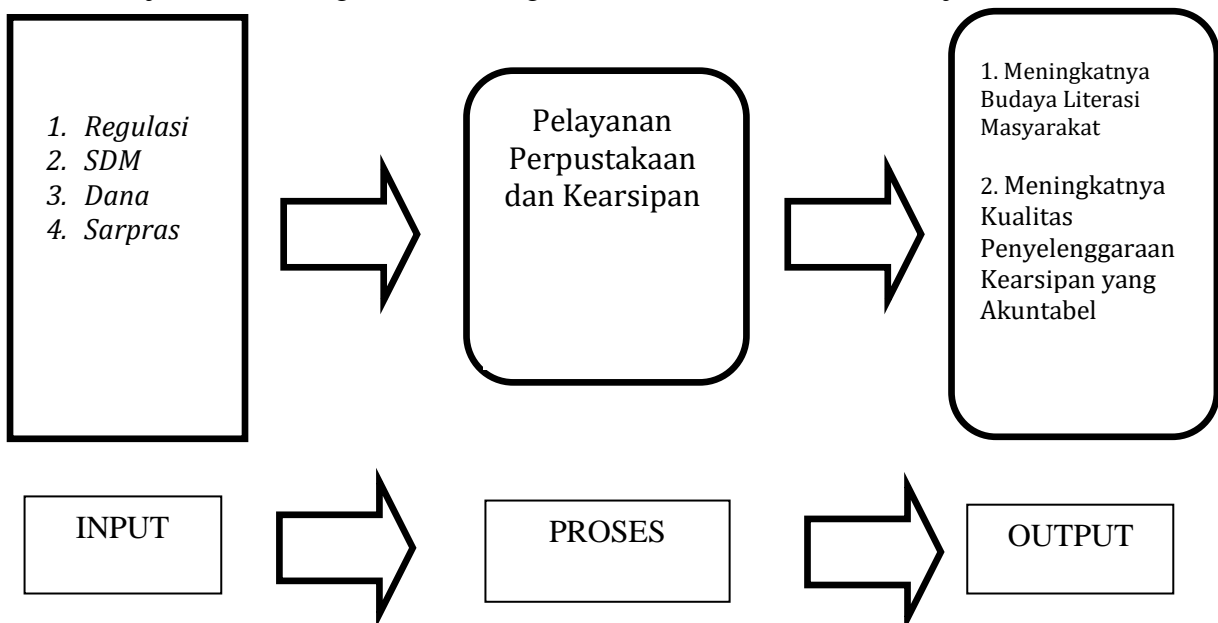 1. Regulasi
2. SDM
3. Dana
4. Sarpras
Pelayanan
Perpustakaan
dan Kearsipan
1. Meningkatnya
Budaya Literasi
Masyarakat
2. Meningkatnya
Kualitas
Penyelenggaraan
Kearsipan yang
Akuntabel
INPUT
PROSES
OUTPUT